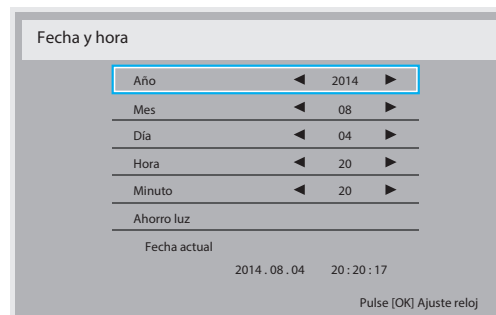 Fecha y hora
Año ◀ 2014 ▶
Mes ◀ 08 ▶
Día ◀ 04 ▶
Hora ◀ 20 ▶
Minuto ◀ 20 ▶
Ahorro luz
Fecha actual
2014 . 08 . 04 20 : 20 : 17
Pulse [OK] Ajuste reloj